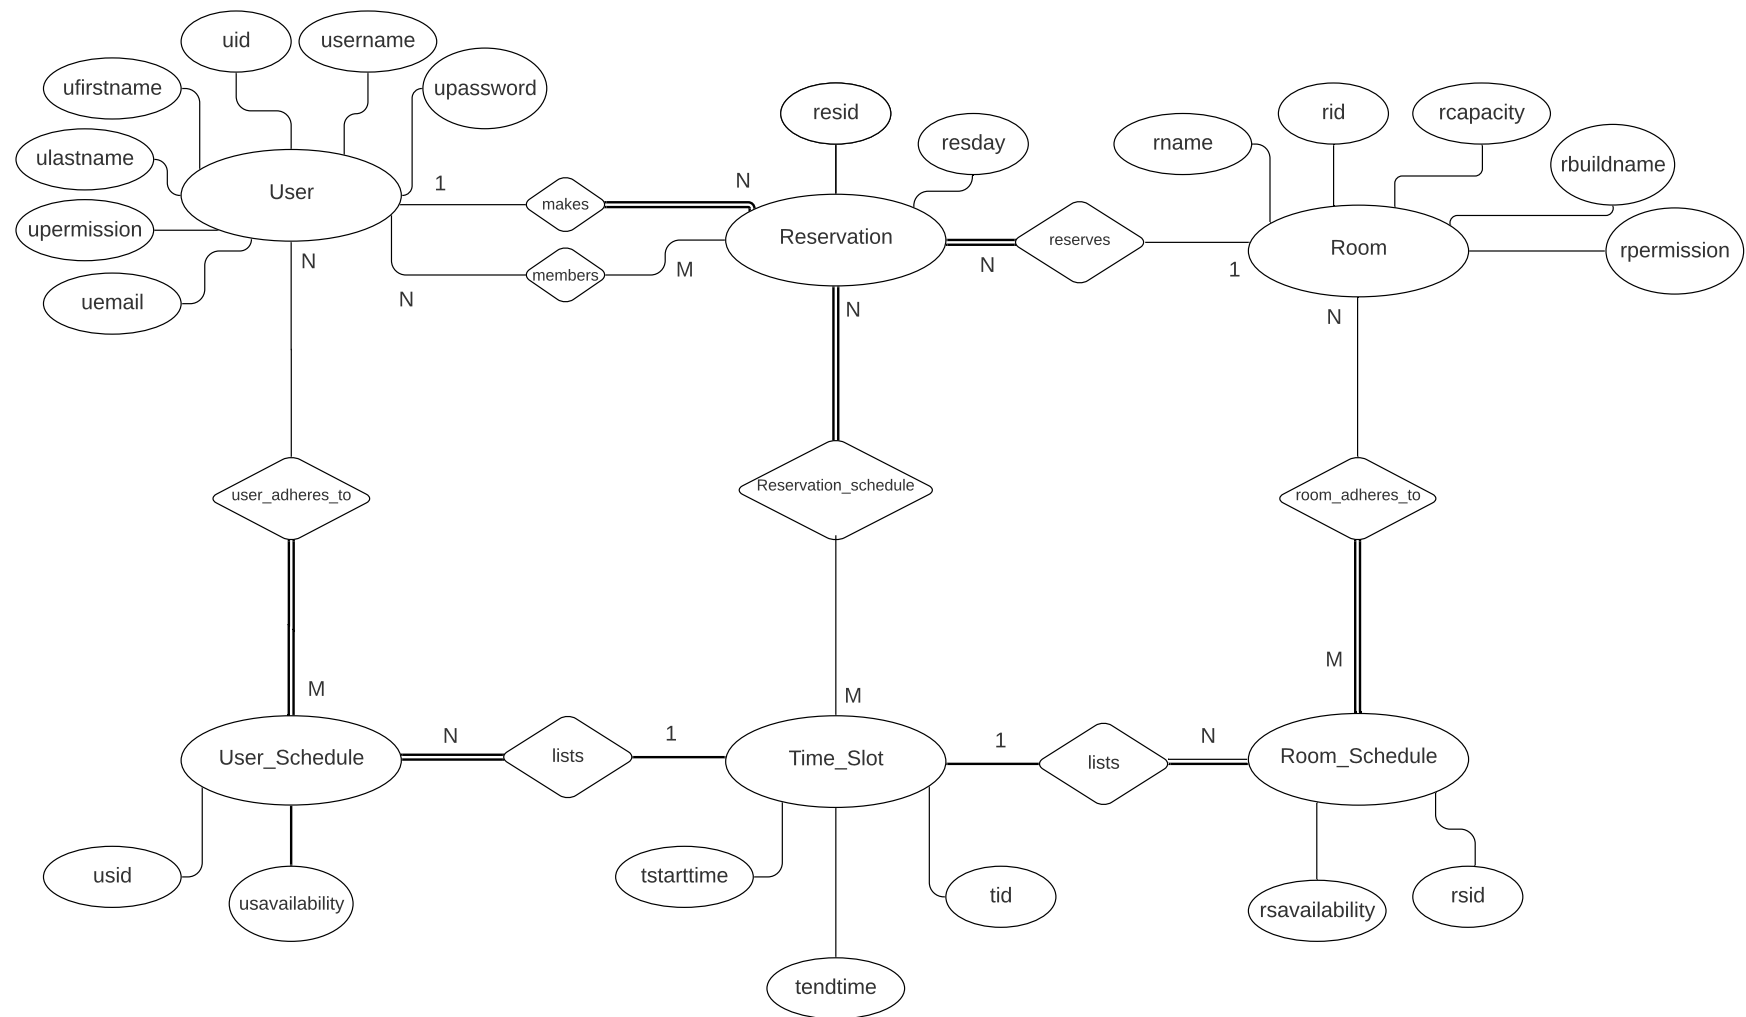 uid
username
ufirstname
upassword
resid
rid
rcapacity
resday
rname
ulastname
rbuildname
User
1
N
makes
upermission
Reservation
reserves
Room
rpermission
N
members
M
N
1
uemail
N
N
N
user_adheres_to
Reservation_schedule
room_adheres_to
M
M
M
User_Schedule
N
lists
1
Time_Slot
1
lists
N
Room_Schedule
usid
usavailability
tstarttime
tid
rsavailability
rsid
tendtime